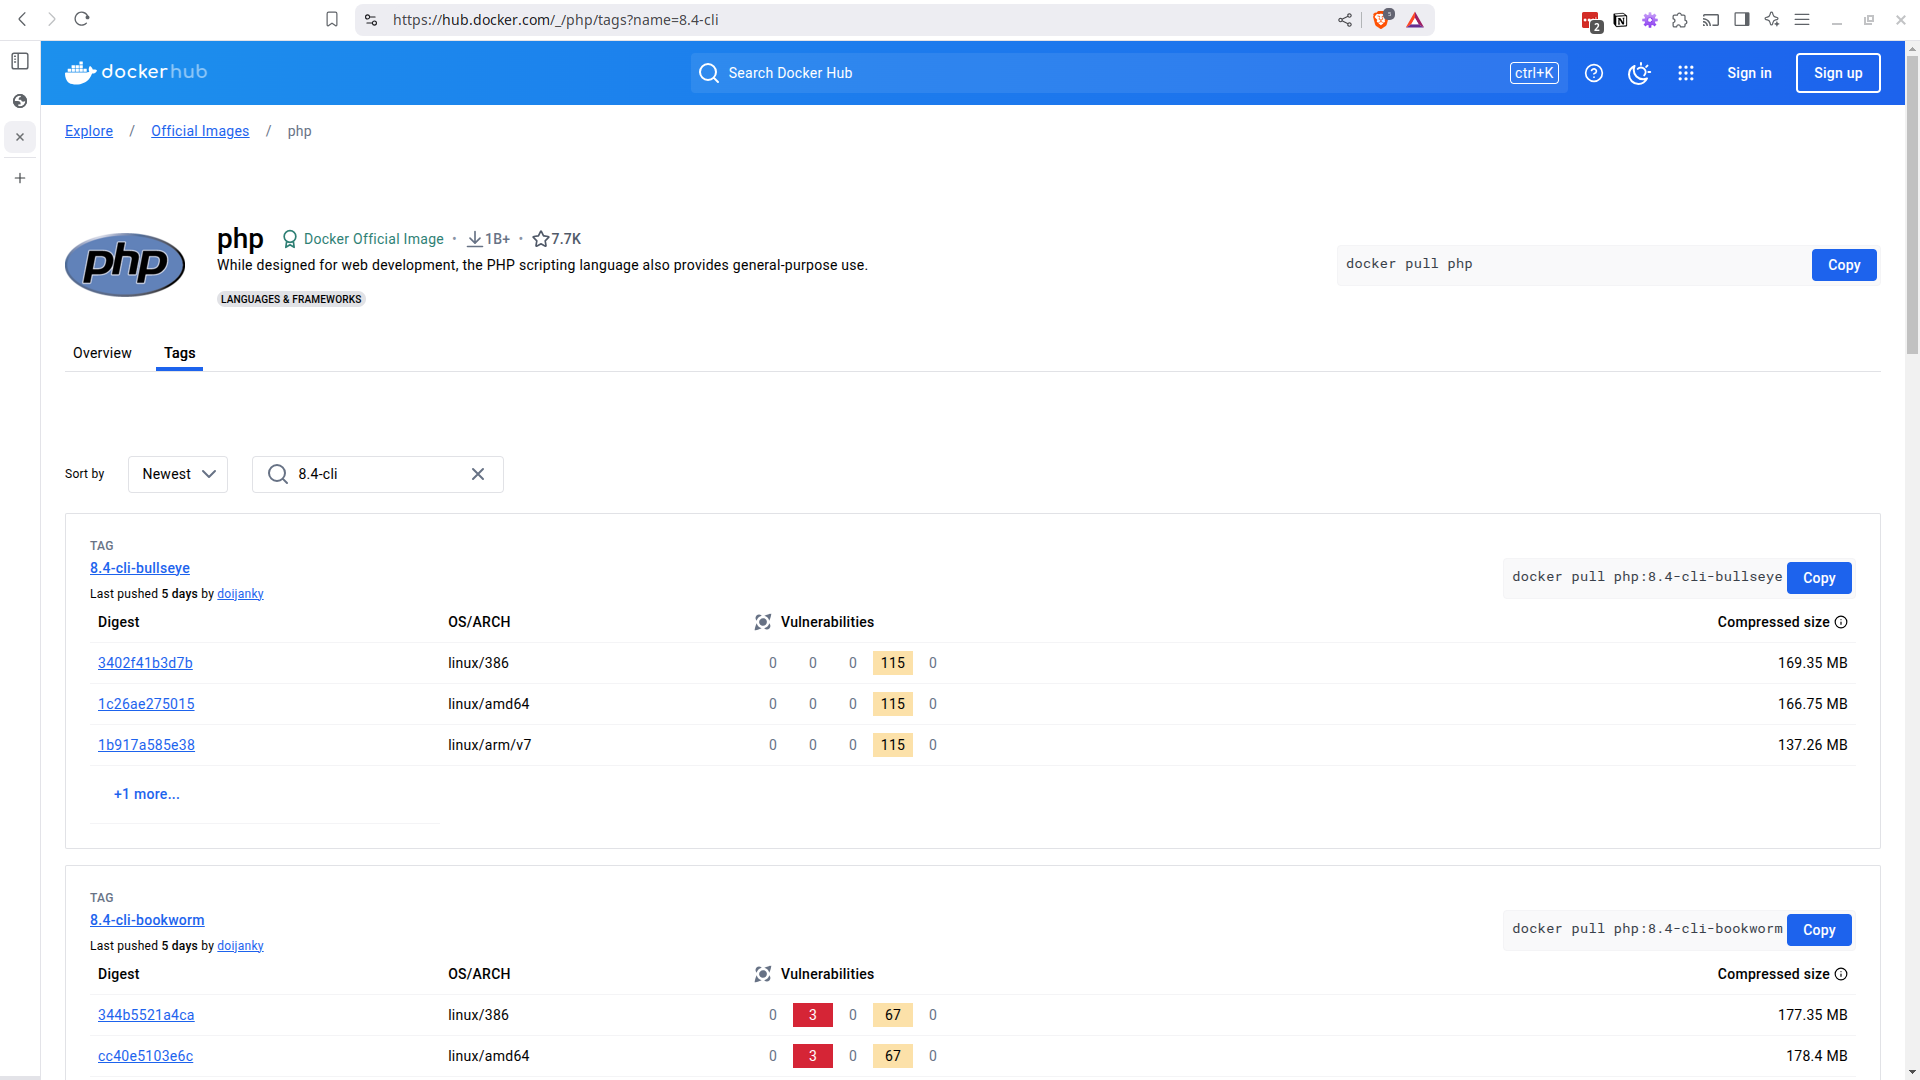 https://hub.docker.com/_/php/tags?name=8.4-cli
5
2
dockerhub
Search Docker Hub
ctrl+K
Sign in
Sign up
Explore / Official Images / php
php
php Docker Official Image · 1B+ · 7.7K
While designed for web development, the PHP scripting language also provides general-purpose use.
LANGUAGES & FRAMEWORKS
docker pull php
Copy
Overview
Tags
Sort by
Newest
8.4-cli
TAG
8.4-cli-bullseye
Last pushed 5 days by doijanky
docker pull php:8.4-cli-bullseye
Copy
Digest OS/ARCH Vulnerabilities Compressed size
3402f41b3d7b linux/386 0 0 0 115 0 169.35 MB
1c26ae275015 linux/amd64 0 0 0 115 0 166.75 MB
1b917a585e38 linux/arm/v7 0 0 0 115 0 137.26 MB
+1 more...
TAG
8.4-cli-bookworm
Last pushed 5 days by doijanky
docker pull php:8.4-cli-bookworm
Copy
Digest OS/ARCH Vulnerabilities Compressed size
344b5521a4ca linux/386 0 3 0 67 0 177.35 MB
cc40e5103e6c linux/amd64 0 3 0 67 0 178.4 MB